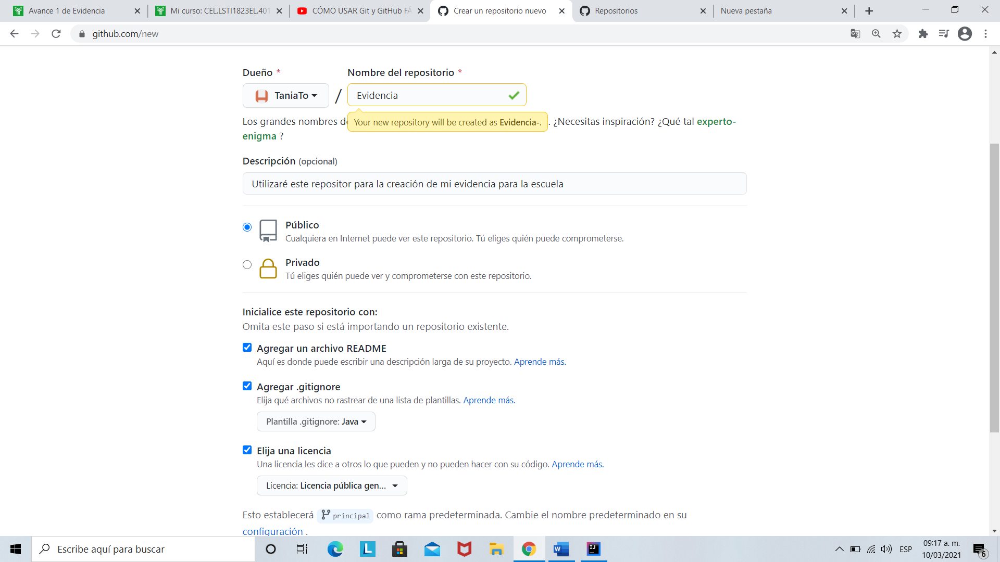 Avance 1 de Evidencia
Mi curso: CEL.LSTI1823EL.401
CÓMO USAR Git y GitHub FÁ
Crear un repositorio nuevo
Repositorios
Nueva pestaña
github.com/new
Dueño *
Nombre del repositorio *
TaniaTo
/
Evidencia
Los grandes nombres de
Your new repository will be created as Evidencia-.
. ¿Necesitas inspiración? ¿Qué tal experto-
enigma ?
Descripción (opcional)
Utilizaré este repositor para la creación de mi evidencia para la escuela
Público
Cualquiera en Internet puede ver este repositorio. Tú eliges quién puede comprometerse.
Privado
Tú eliges quién puede ver y comprometerse con este repositorio.
Inicialice este repositorio con:
Omita este paso si está importando un repositorio existente.
Agregar un archivo README
Aquí es donde puede escribir una descripción larga de su proyecto. Aprende más.
Agregar .gitignore
Elija qué archivos no rastrear de una lista de plantillas. Aprende más.
Plantilla .gitignore: Java
Elija una licencia
Una licencia les dice a otros lo que pueden y no pueden hacer con su código. Aprende más.
Licencia: Licencia pública gen...
Esto establecerá principal como rama predeterminada. Cambie el nombre predeterminado en su
configuración .
Escribe aquí para buscar
L
W
IJ
ESP
09:17 a. m.
10/03/2021
6